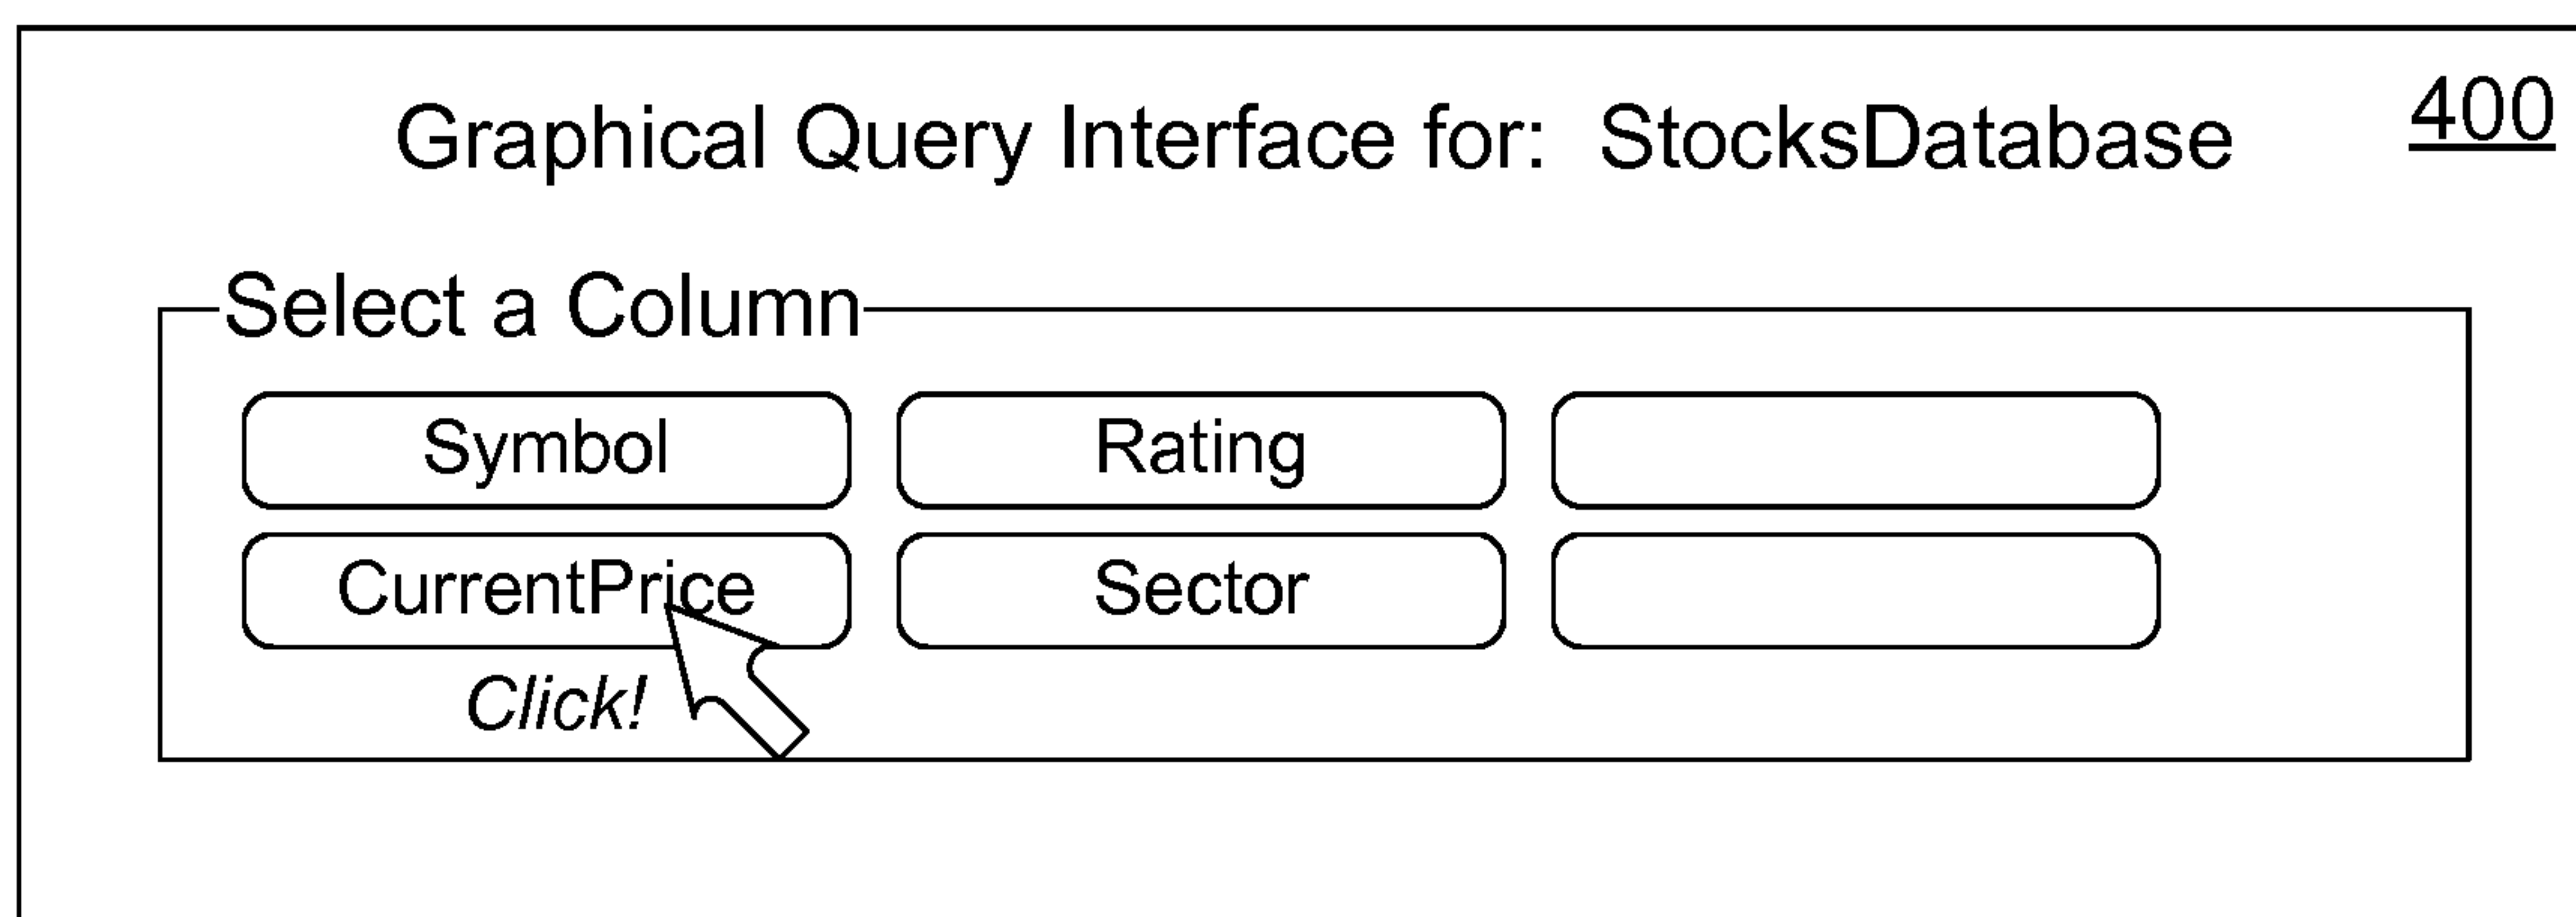 400
Graphical Query Interface for: StocksDatabase
Select a Column
Symbol
Rating
CurrentPrice
Sector
Click!